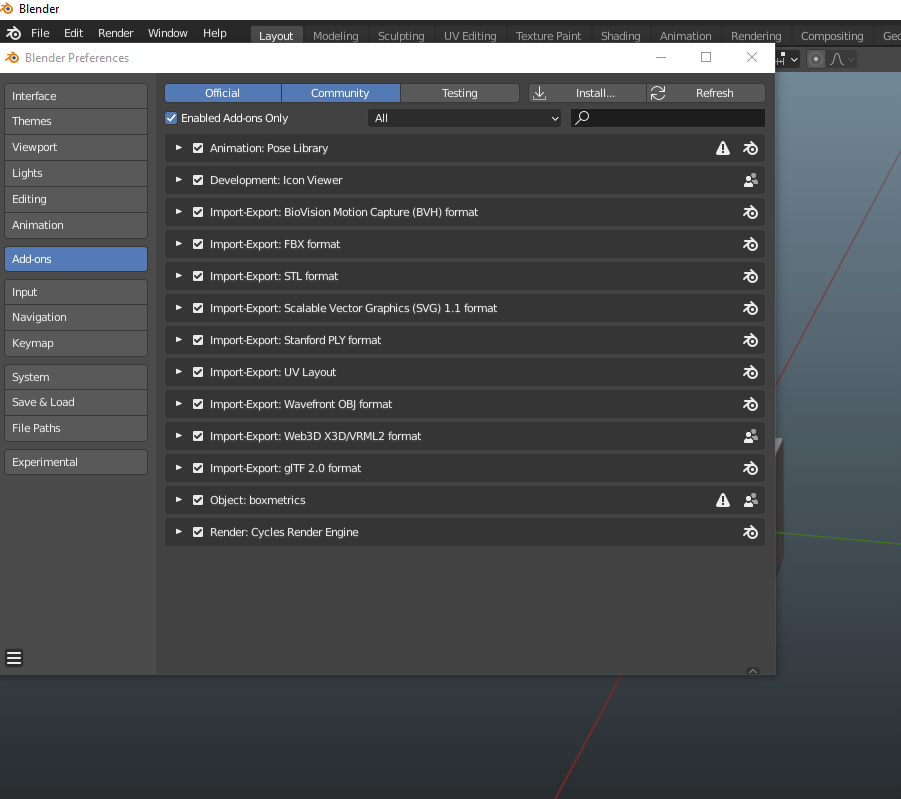 Blender
File Edit Render Window Help Layout Modeling Sculpting UV Editing Texture Paint Shading Animation Rendering Compositing Geo
Blender Preferences
Interface
Themes
Viewport
Lights
Editing
Animation
Add-ons
Input
Navigation
Keymap
System
Save & Load
File Paths
Experimental
Official Community Testing Install... Refresh
Enabled Add-ons Only All
Animation: Pose Library
Development: Icon Viewer
Import-Export: BioVision Motion Capture (BVH) format
Import-Export: FBX format
Import-Export: STL format
Import-Export: Scalable Vector Graphics (SVG) 1.1 format
Import-Export: Stanford PLY format
Import-Export: UV Layout
Import-Export: Wavefront OBJ format
Import-Export: Web3D X3D/VRML2 format
Import-Export: glTF 2.0 format
Object: boxmetrics
Render: Cycles Render Engine